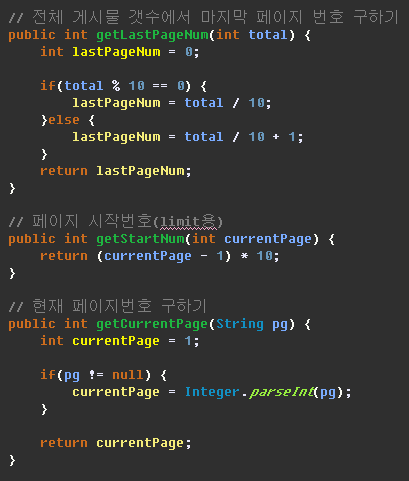 // 전체 게시물 갯수에서 마지막 페이지 번호 구하기
public int getLastPageNum(int total) {
    int lastPageNum = 0;
    if(total % 10 == 0) {
        lastPageNum = total / 10;
    }else {
        lastPageNum = total / 10 + 1;
    }
    return lastPageNum;
}
// 페이지 시작번호(limit용)
public int getStartNum(int currentPage) {
    return (currentPage - 1) * 10;
}
// 현재 페이지번호 구하기
public int getCurrentPage(String pg) {
    int currentPage = 1;
    if(pg != null) {
        currentPage = Integer.parseInt(pg);
    }
    return currentPage;
}